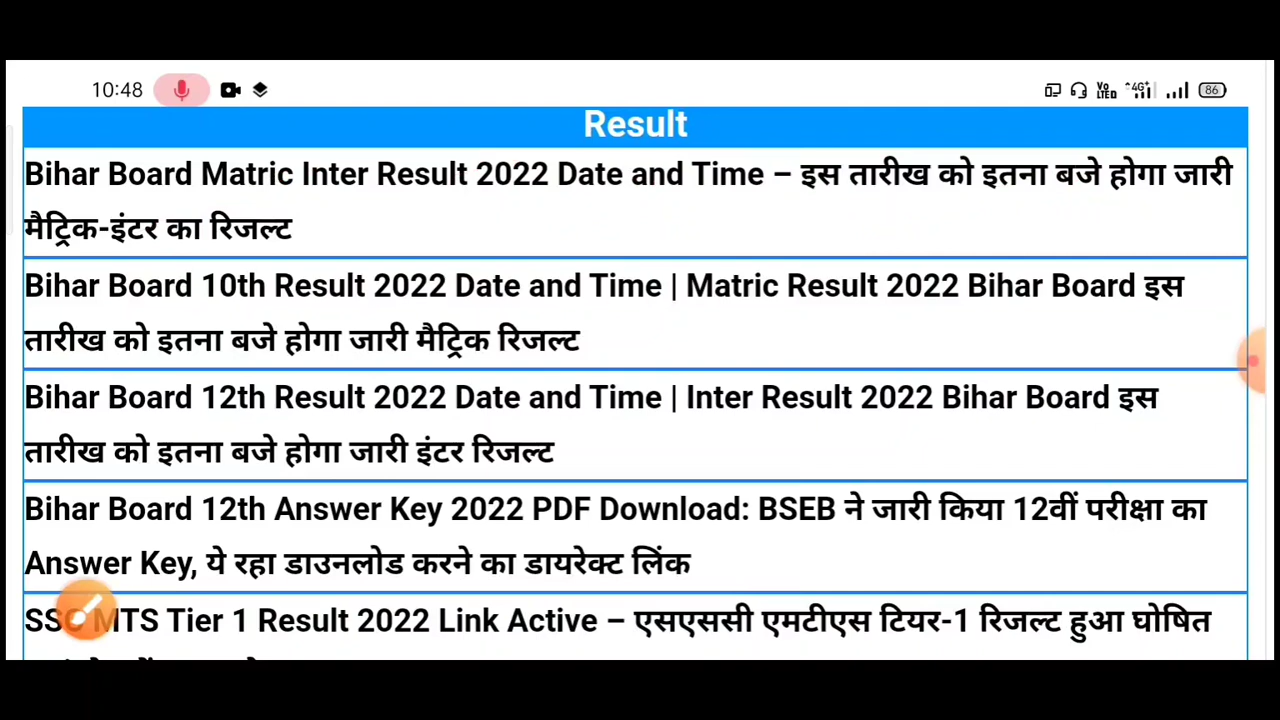 10:48
Vo LTE 4G+ 86
Result
Bihar Board Matric Inter Result 2022 Date and Time – इस तारीख को इतना बजे होगा जारी
मैट्रिक-इंटर का रिजल्ट
Bihar Board 10th Result 2022 Date and Time | Matric Result 2022 Bihar Board इस
तारीख को इतना बजे होगा जारी मैट्रिक रिजल्ट
Bihar Board 12th Result 2022 Date and Time | Inter Result 2022 Bihar Board इस
तारीख को इतना बजे होगा जारी इंटर रिजल्ट
Bihar Board 12th Answer Key 2022 PDF Download: BSEB ने जारी किया 12वीं परीक्षा का
Answer Key, ये रहा डाउनलोड करने का डायरेक्ट लिंक
SSC MTS Tier 1 Result 2022 Link Active – एसएससी एमटीएस टियर-1 रिजल्ट हुआ घोषित